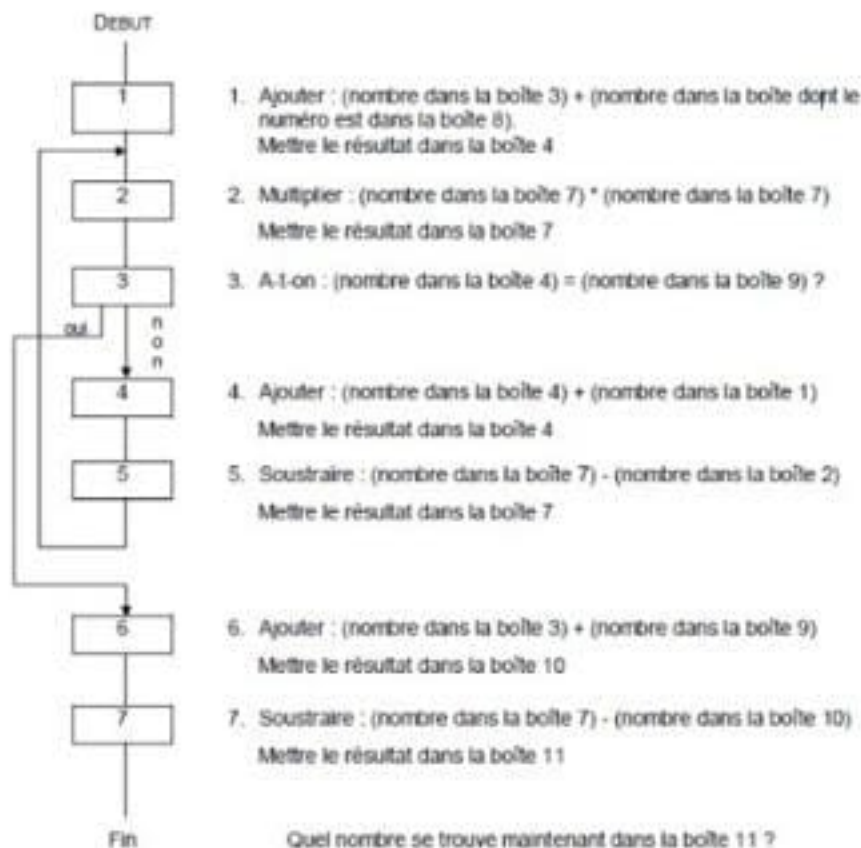 DEBUT
1
1. Ajouter : (nombre dans la boîte 3) + (nombre dans la boîte dont le
numéro est dans la boîte 8).
Mettre le résultat dans la boîte 4
2
2. Multiplier : (nombre dans la boîte 7) * (nombre dans la boîte 7)
Mettre le résultat dans la boîte 7
3
3. A-t-on : (nombre dans la boîte 4) = (nombre dans la boîte 9) ?
oui
n
o
n
4
4. Ajouter : (nombre dans la boîte 4) + (nombre dans la boîte 1)
Mettre le résultat dans la boîte 4
5
5. Soustraire : (nombre dans la boîte 7) - (nombre dans la boîte 2)
Mettre le résultat dans la boîte 7
6
6. Ajouter : (nombre dans la boîte 3) + (nombre dans la boîte 9)
Mettre le résultat dans la boîte 10
7
7. Soustraire : (nombre dans la boîte 7) - (nombre dans la boîte 10)
Mettre le résultat dans la boîte 11
Fin
Quel nombre se trouve maintenant dans la boîte 11 ?